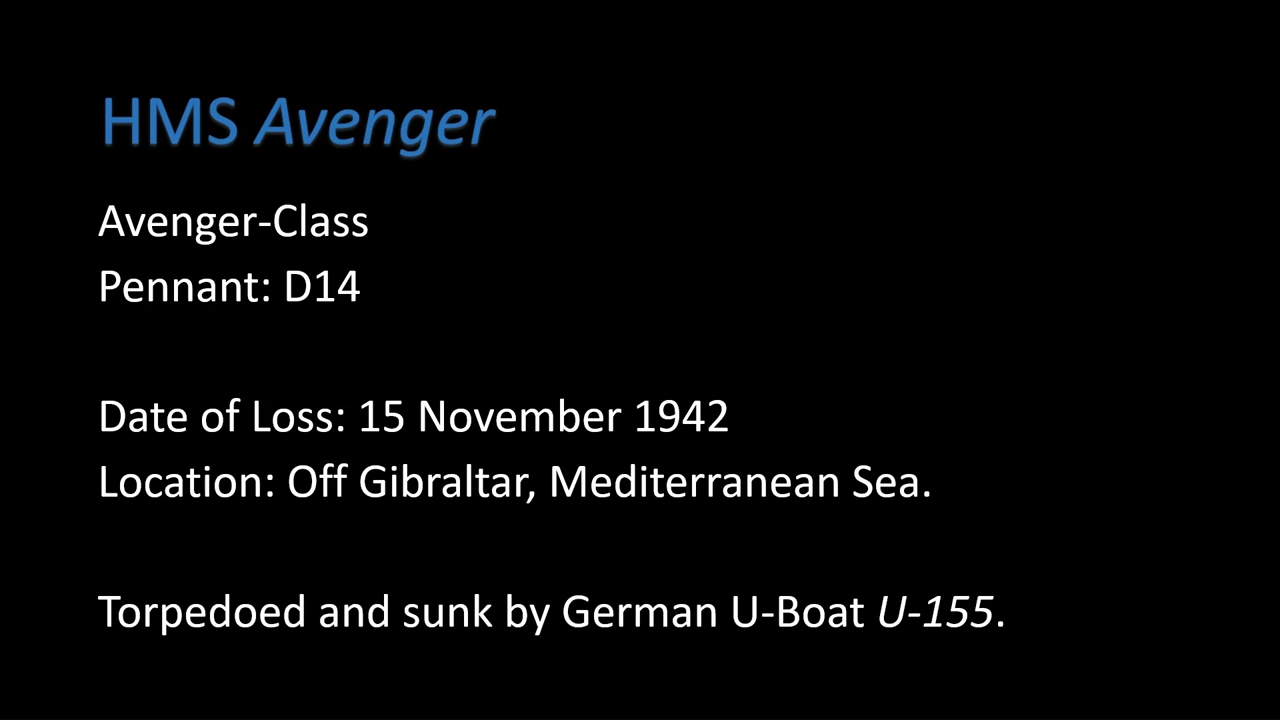 HMS Avenger
Avenger-Class
Pennant: D14
Date of Loss: 15 November 1942
Location: Off Gibraltar, Mediterranean Sea.
Torpedoed and sunk by German U-Boat U-155.